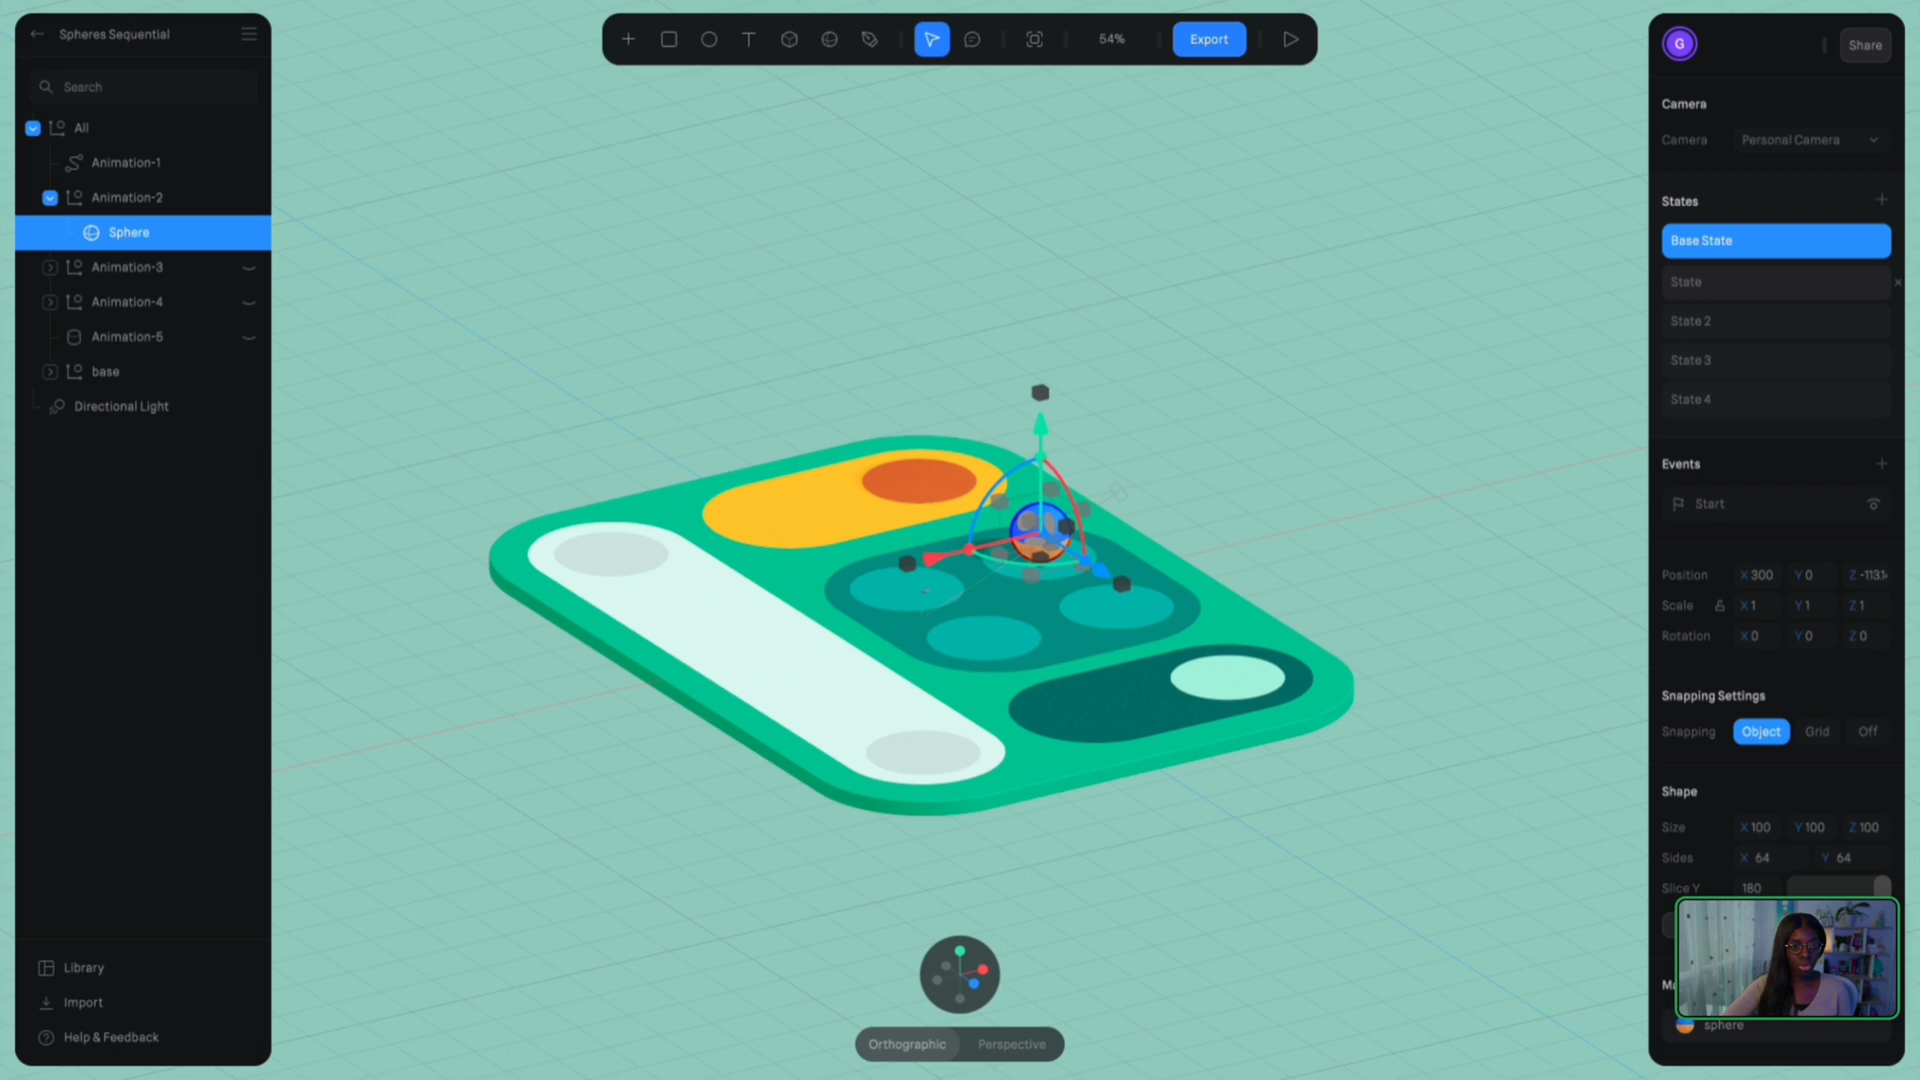 Spheres Sequential
Search
All
Animation-1
Animation-2
Sphere
Animation-3
Animation-4
Animation-5
base
Directional Light
Library
Import
Help & Feedback
54%
Export
Orthographic
Perspective
G
Share
Camera
Camera Personal Camera
States
Base State
State
State 2
State 3
State 4
Events
Start
Position X 300 Y 0 Z
Scale X 1 Y 1 Z 1
Rotation X 0 Y 0 Z 0
Snapping Settings
Snapping Object Grid Off
Shape
Size X 100 Y 100 Z 100
Sides X 64 Y 64
Slice Y 180
sphere